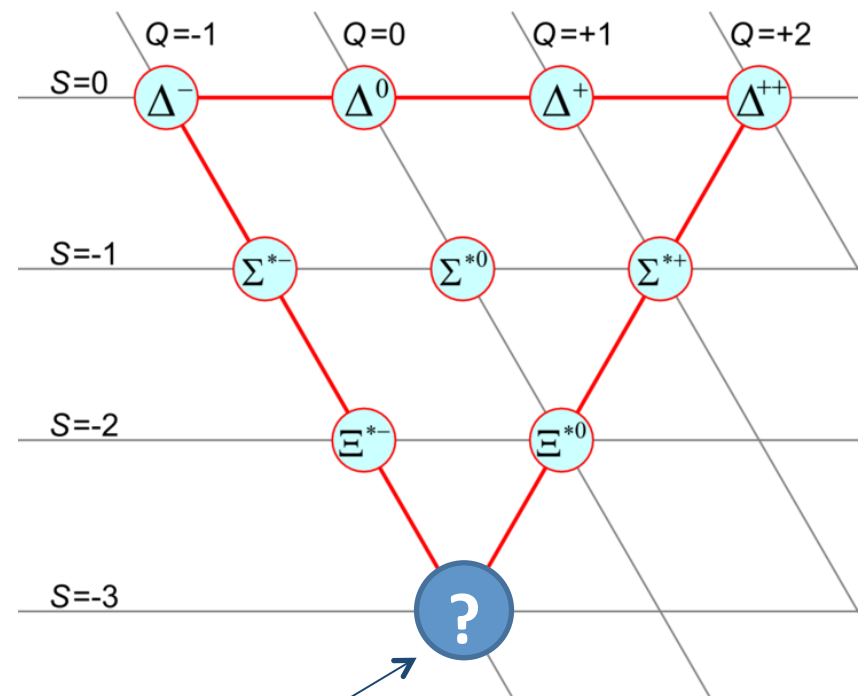 Q=-1 Q=0 Q=+1 Q=+2
S=0 Δ⁻ Δ⁰ Δ⁺ Δ⁺⁺
S=-1 Σ*⁻ Σ*⁰ Σ*⁺
S=-2 Ξ*⁻ Ξ*⁰
S=-3 ?